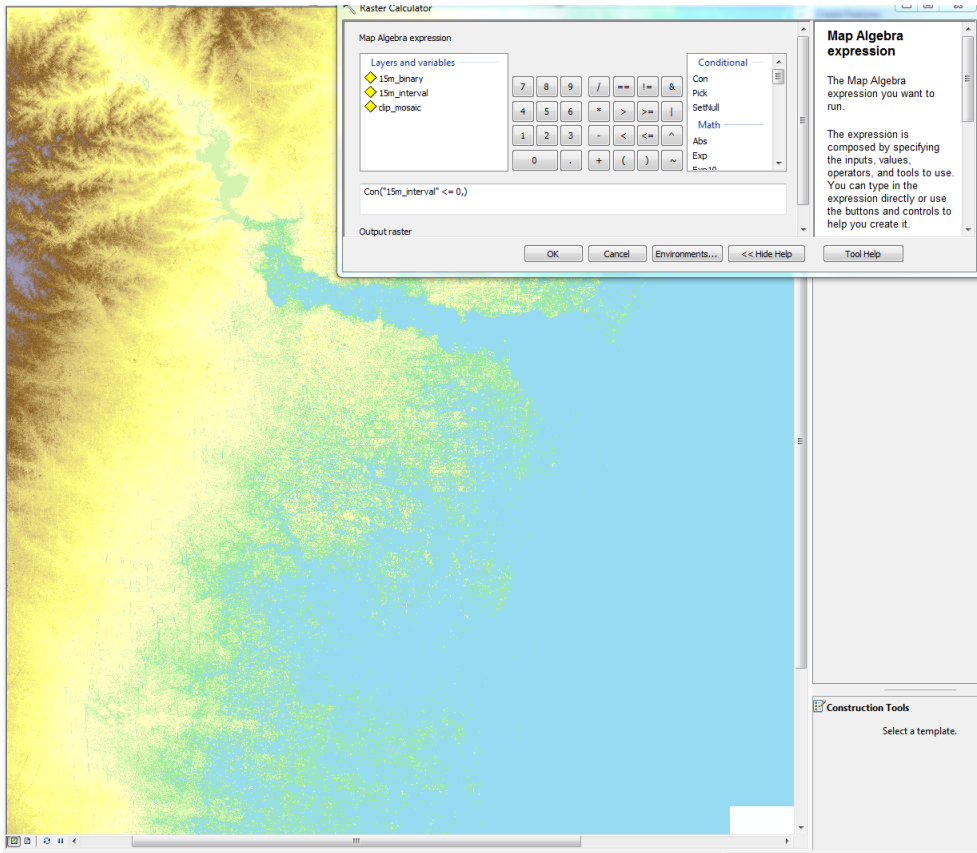 Raster Calculator
Map Algebra expression
Layers and variables
15m_binary
15m_interval
clip_mosaic
7 8 9 / == != &
4 5 6 * > >= |
1 2 3 - < <= ^
0 . + ( ) ~
Conditional
Con
Pick
SetNull
Math
Abs
Exp
Exp10
Con("15m_interval" <= 0,)
Output raster
OK Cancel Environments... << Hide Help Tool Help
Map Algebra
expression
The Map Algebra
expression you want to
run.
The expression is
composed by specifying
the inputs, values,
operators, and tools to use.
You can type in the
expression directly or use
the buttons and controls to
help you create it.
Construction Tools
Select a template.